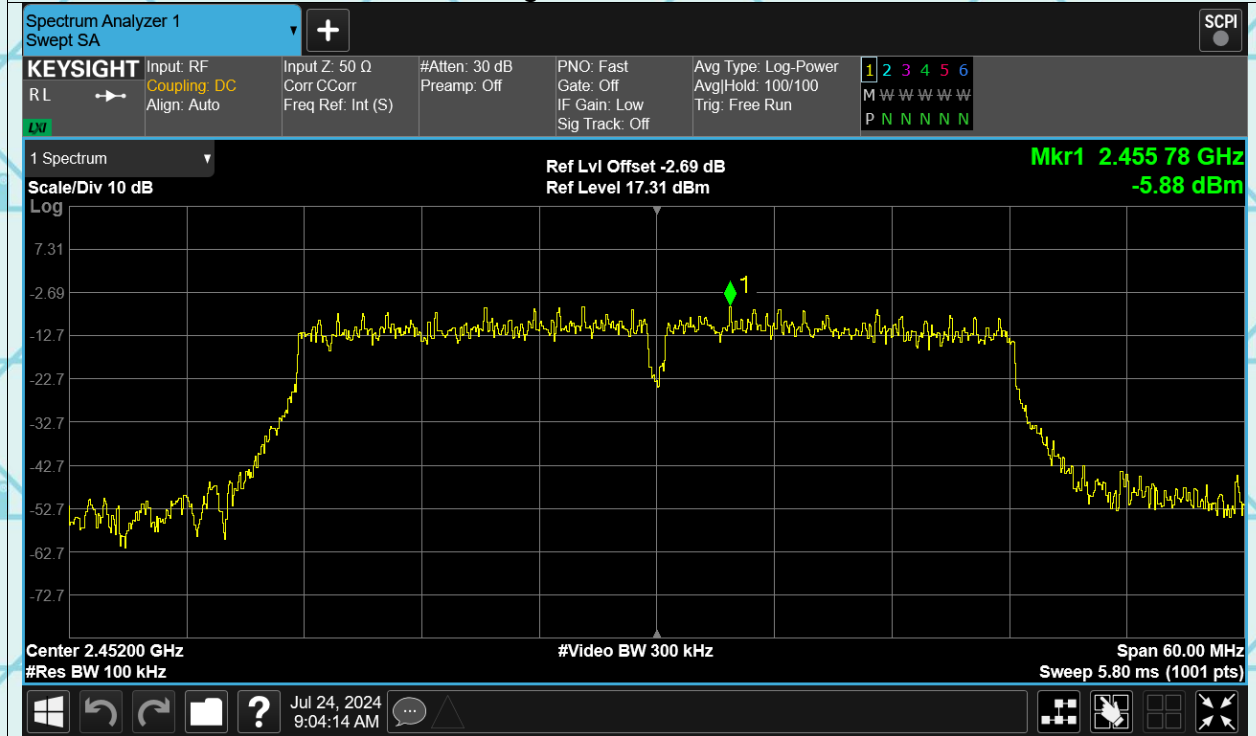 Spectrum Analyzer 1
Swept SA
▼
+
SCPI
KEYSIGHT
RL
LXI
Input: RF
Coupling: DC
Align: Auto
Input Z: 50 Ω
Corr CCorr
Freq Ref: Int (S)
#Atten: 30 dB
Preamp: Off
PNO: Fast
Gate: Off
IF Gain: Low
Sig Track: Off
Avg Type: Log-Power
Avg|Hold: 100/100
Trig: Free Run
1 2 3 4 5 6
M W W W W W
P N N N N N
1 Spectrum ▼
Scale/Div 10 dB
Log
Ref Lvl Offset -2.69 dB
Ref Level 17.31 dBm
Mkr1 2.455 78 GHz
-5.88 dBm
1
7.31
-2.69
-12.7
-22.7
-32.7
-42.7
-52.7
-62.7
-72.7
Center 2.45200 GHz
#Res BW 100 kHz
#Video BW 300 kHz
Span 60.00 MHz
Sweep 5.80 ms (1001 pts)
?
Jul 24, 2024
9:04:14 AM